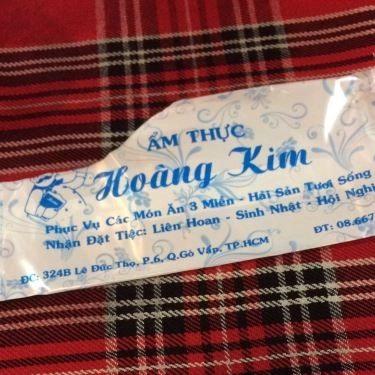 ẨM THỰC
Hoàng Kim
Phục Vụ Các Món Ăn 3 Miền - Hải Sản Tươi Sống
Nhận Đặt Tiệc: Liên Hoan - Sinh Nhật - Hội Nghị
ĐT: 08.667
ĐC: 324B Lê Đức Thọ, P.6, Q.Gò Vấp, TP.HCM